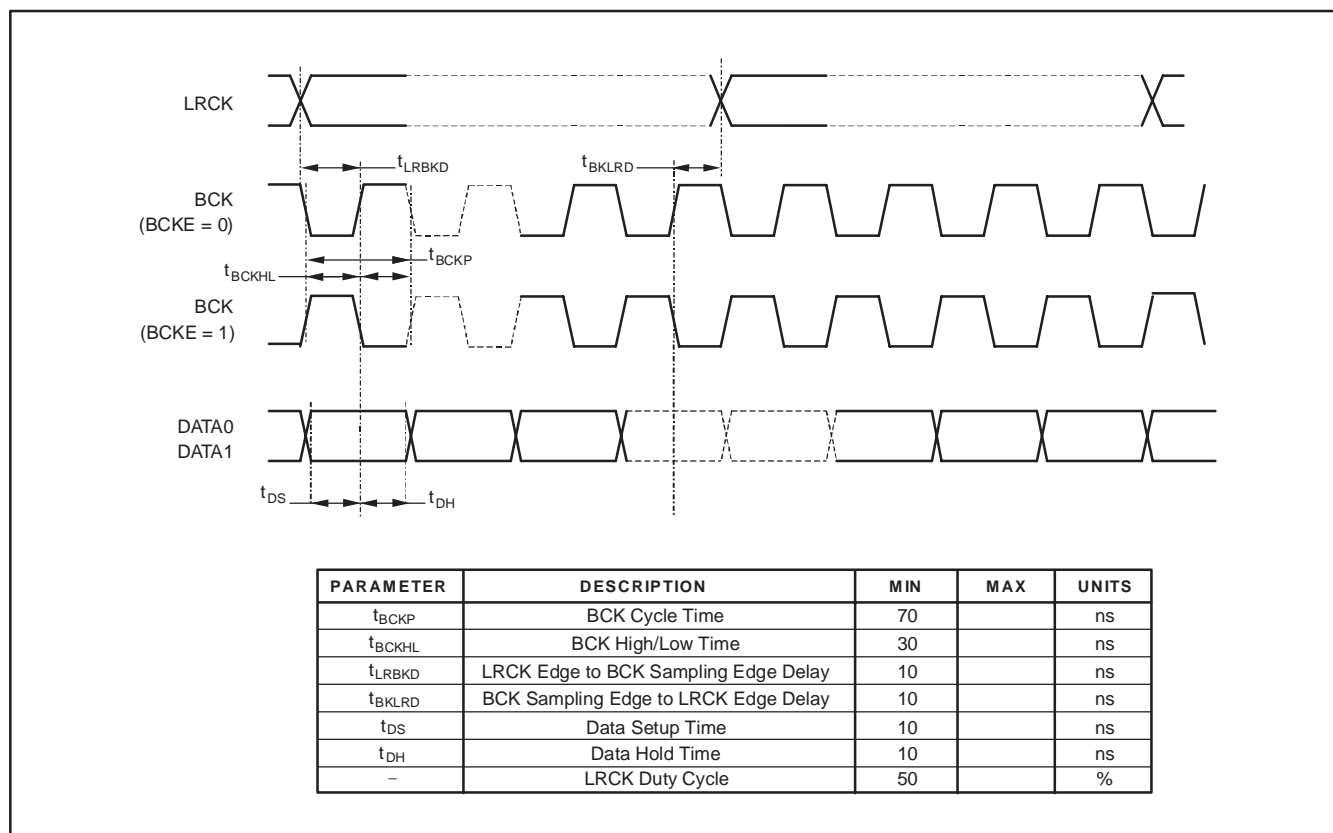 LRCK
tLRBKD
tBKLRD
BCK
(BCKE = 0)
tBCKP
tBCKHL
BCK
(BCKE = 1)
DATA0
DATA1
tDS
tDH
PARAMETER DESCRIPTION MIN MAX UNITS
tBCKP BCK Cycle Time 70 ns
tBCKHL BCK High/Low Time 30 ns
tLRBKD LRCK Edge to BCK Sampling Edge Delay 10 ns
tBKLRD BCK Sampling Edge to LRCK Edge Delay 10 ns
tDS Data Setup Time 10 ns
tDH Data Hold Time 10 ns
– LRCK Duty Cycle 50 %